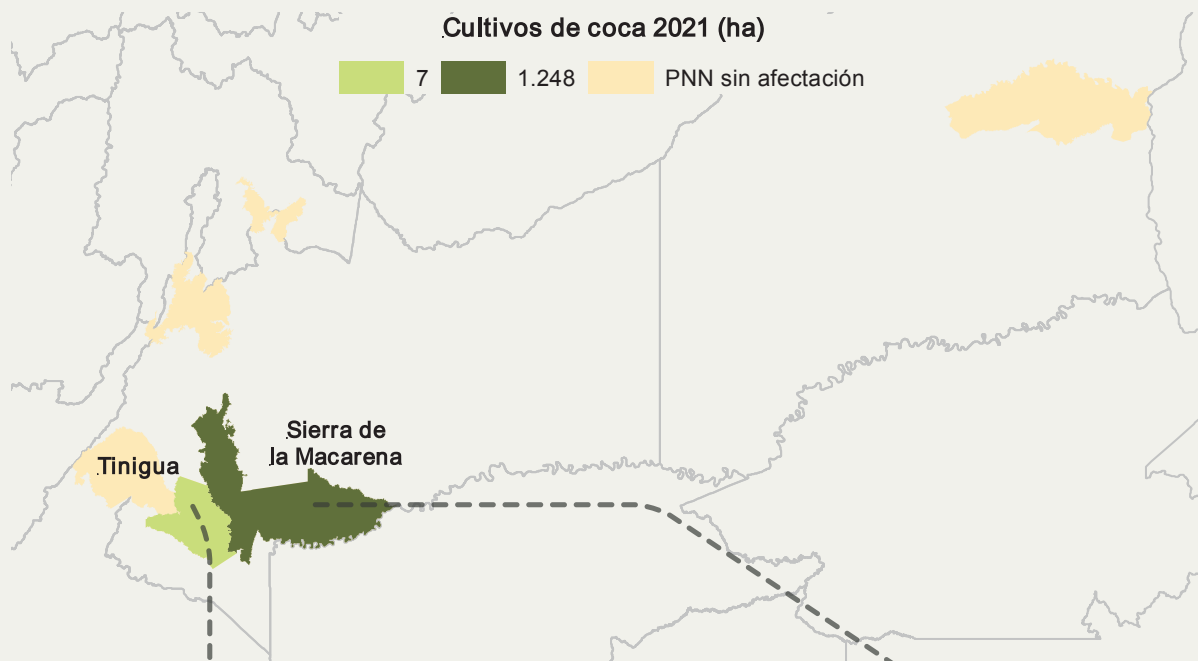 Cultivos de coca 2021 (ha)
7 1.248 PNN sin afectación
Sierra de
la Macarena
Tinigua